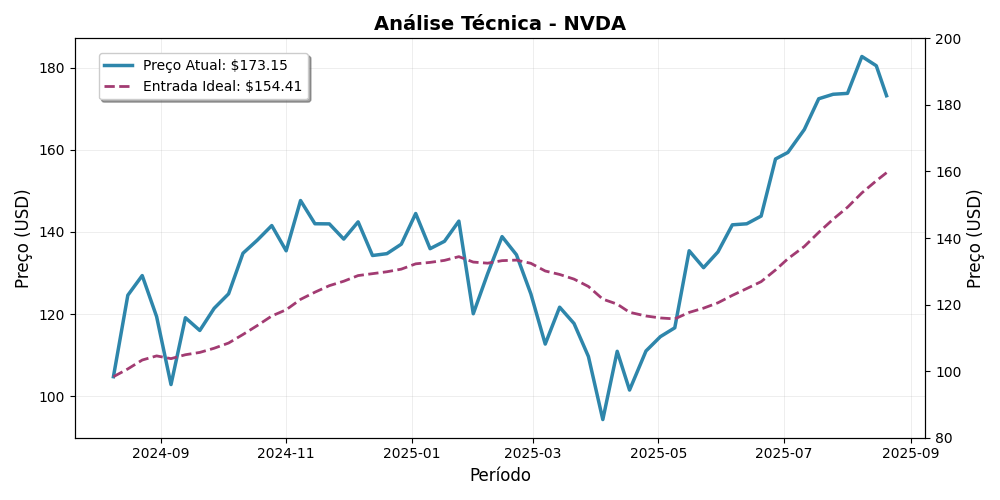 Análise Técnica - NVDA
Preço Atual: $173.15
Entrada Ideal: $154.41
Preço (USD)
180
160
140
120
100
200
180
160
140
120
100
80
Preço (USD)
2024-09 2024-11 2025-01 2025-03 2025-05 2025-07 2025-09
Período